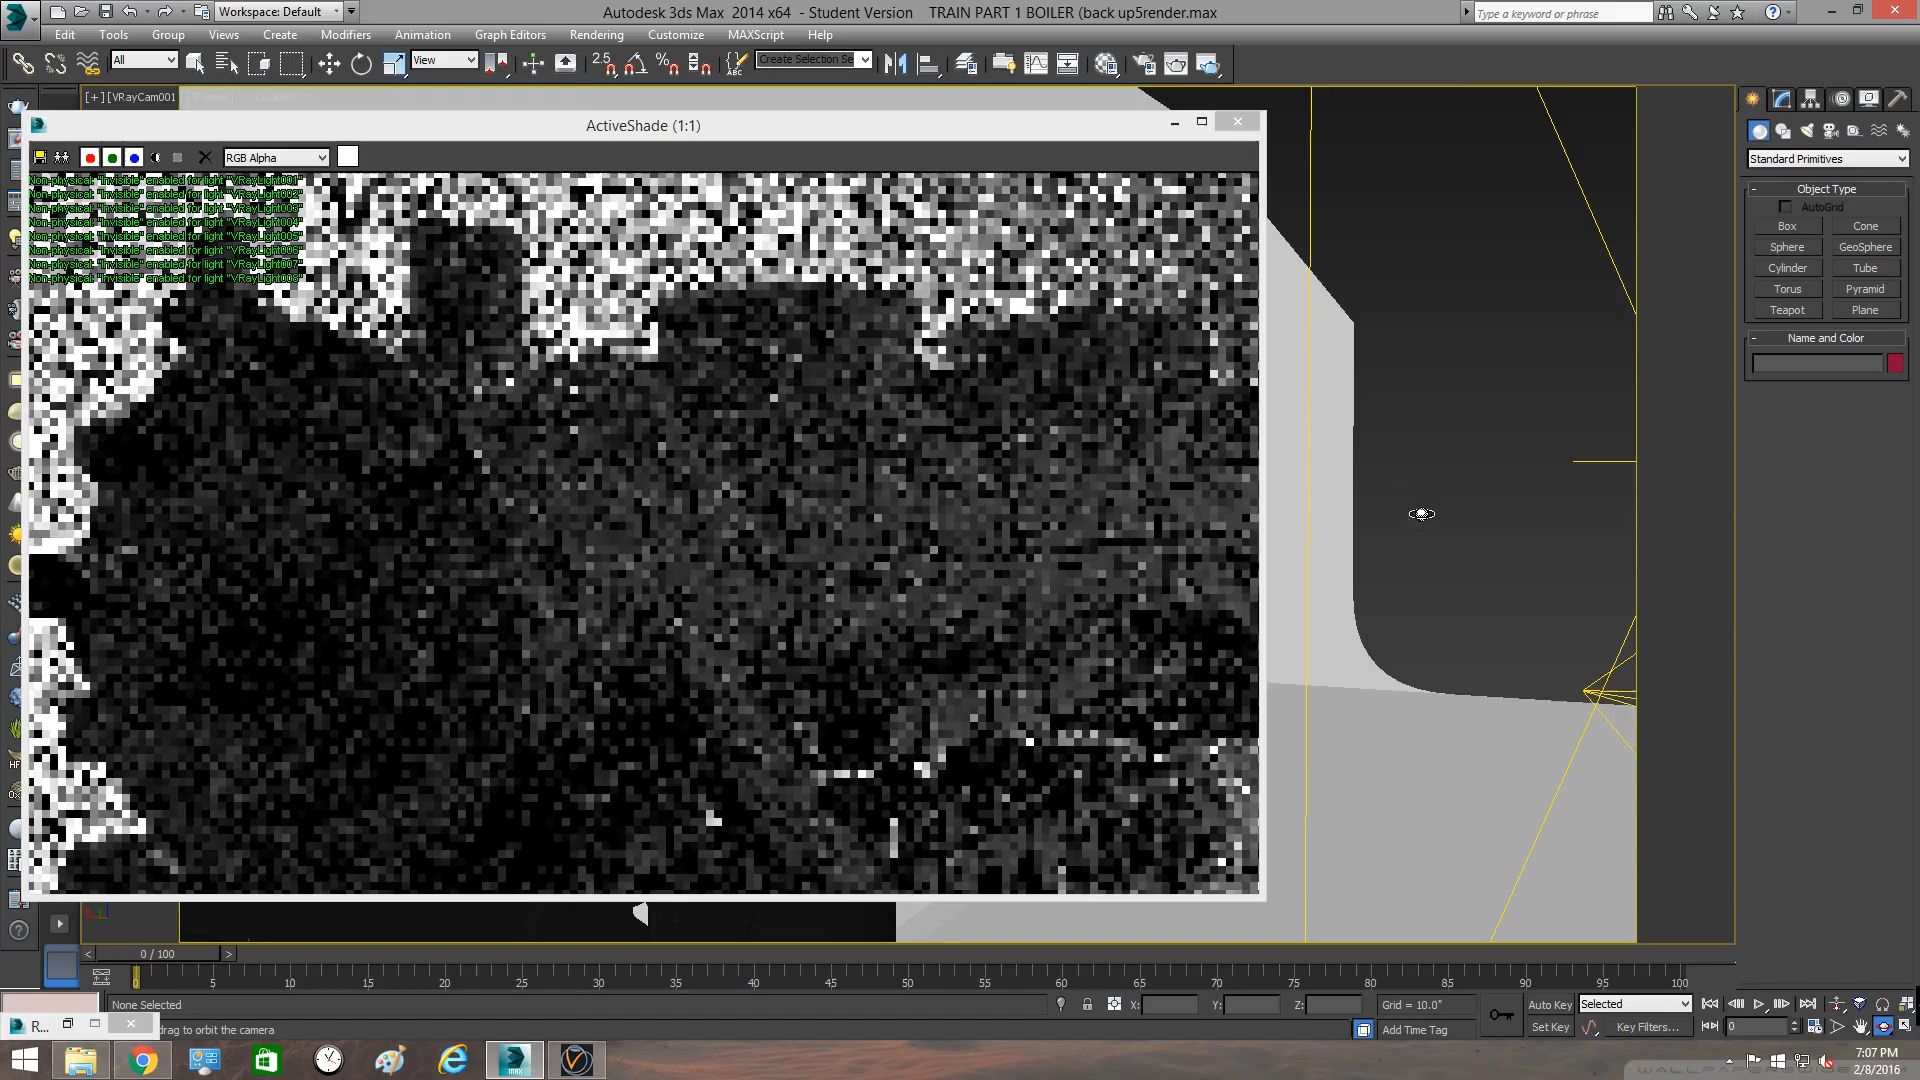 Workspace: Default
Autodesk 3ds Max 2014 x64 - Student Version TRAIN PART 1 BOILER (back up5render.max
Type a keyword or phrase
Edit Tools Group Views Create Modifiers Animation Graph Editors Rendering Customize MAXScript Help
All
View
2.5
Create Selection Se
[+] [VRayCam001
ActiveShade (1:1)
RGB Alpha
Non-physical: "Invisible" enabled for light "VRayLight001"
Non-physical: "Invisible" enabled for light "VRayLight002"
Non-physical: "Invisible" enabled for light "VRayLight003"
Non-physical: "Invisible" enabled for light "VRayLight004"
Non-physical: "Invisible" enabled for light "VRayLight005"
Non-physical: "Invisible" enabled for light "VRayLight006"
Non-physical: "Invisible" enabled for light "VRayLight007"
Non-physical: "Invisible" enabled for light "VRayLight008"
Standard Primitives
- Object Type
AutoGrid
Box Cone
Sphere GeoSphere
Cylinder Tube
Torus Pyramid
Teapot Plane
- Name and Color
HF
< 0 / 100 >
0 5 10 15 20 25 30 35 40 45 50 55 60 65 70 75 80 85 90 95 100
None Selected
X: Y: Z: Grid = 10.0"
Auto Key Selected
R...
drag to orbit the camera
Add Time Tag
Set Key Key Filters...
0
MAX
7:07 PM
2/8/2016